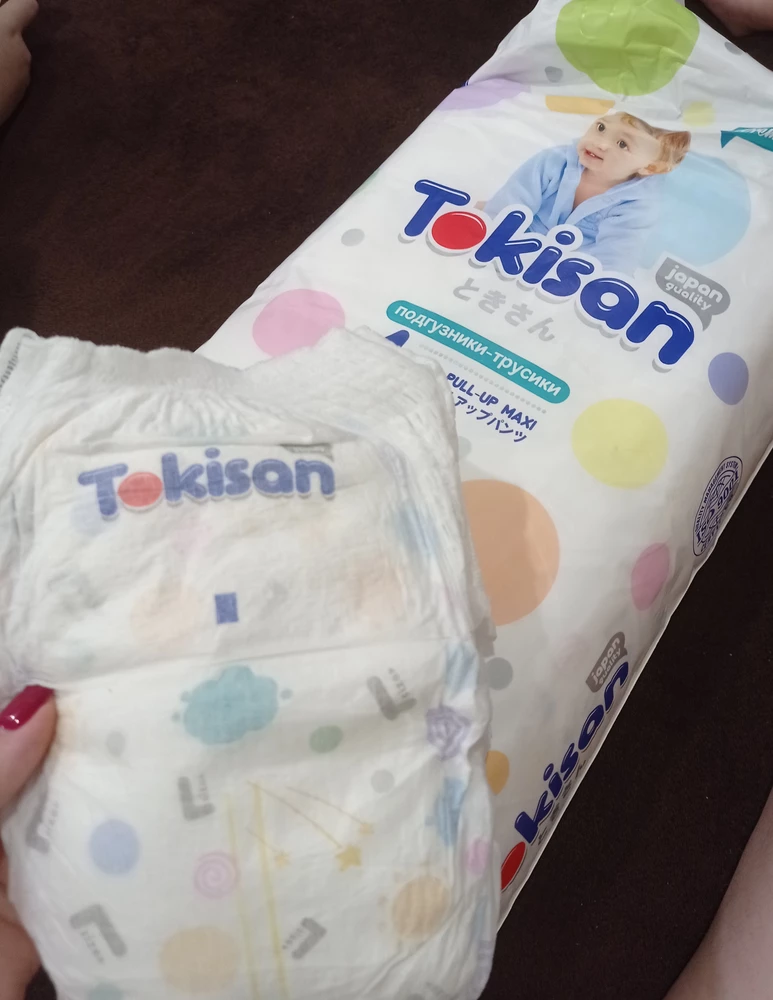 Tokisan
ときさん
japan
quality
подгузники-трусики
PULL-UP MAXI
アップパンツ
Tokisan
japan
quality
okisan